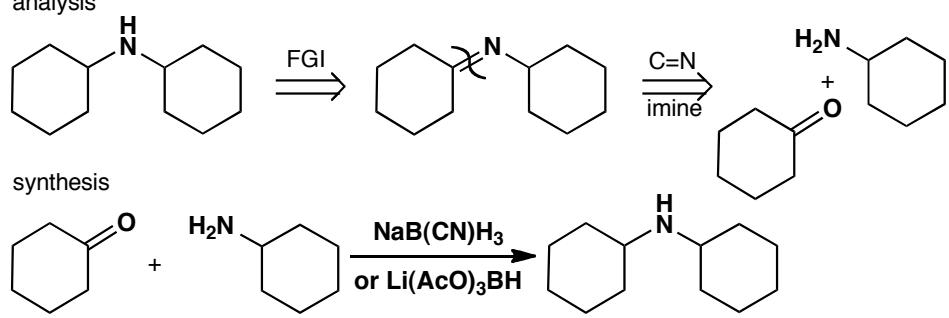 analysis
H
N
FGI
N
C=N
imine
H₂N
+
O
synthesis
O
+
H₂N
NaB(CN)H₃
or Li(AcO)₃BH
H
N